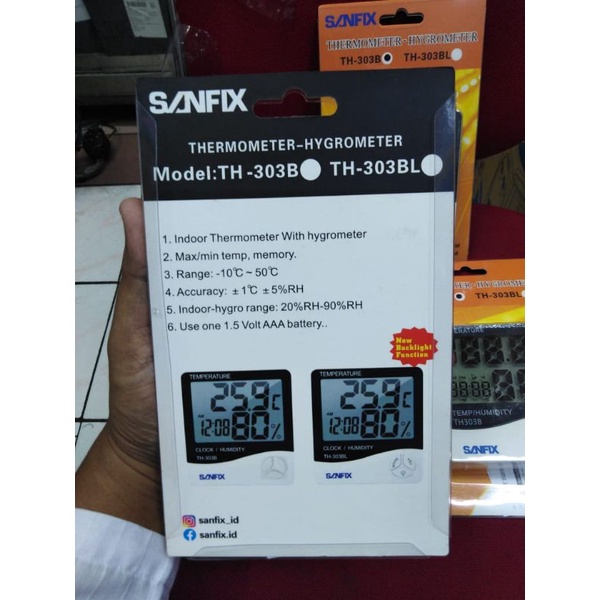 SANFIX
THERMOMETER-HYGROMETER
Model:TH-303B TH-303BL
1. Indoor Thermometer With hygrometer
2. Max/min temp, memory.
3. Range: -10℃ ~ 50℃
4. Accuracy: ±1℃ ±5%RH
5. Indoor-hygro range: 20%RH-90%RH
6. Use one 1.5 Volt AAA battery..
New
Backlight
Function
TEMPERATURE
25.9℃
AM 12:08 80%
CLOCK / HUMIDITY
TH-303B
SANFIX
TEMPERATURE
25.9℃
AM 12:08 80%
CLOCK / HUMIDITY
TH-303BL
SANFIX
sanfix_id
sanfix.id
SANFIX
THERMOMETER-HYGROMETER
TH-303B TH-303BL
TER-HYGROMETER
TH-303BL
TEMP/HUMIDITY
TH303B
SANFIX